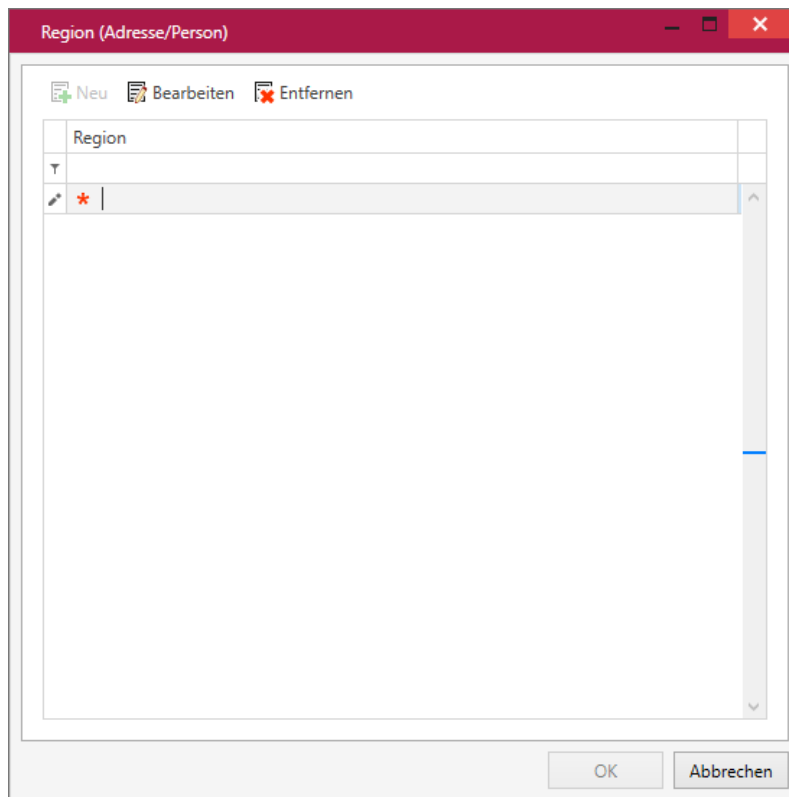 Region (Adresse/Person)
Neu Bearbeiten Entfernen
Region
*
OK Abbrechen